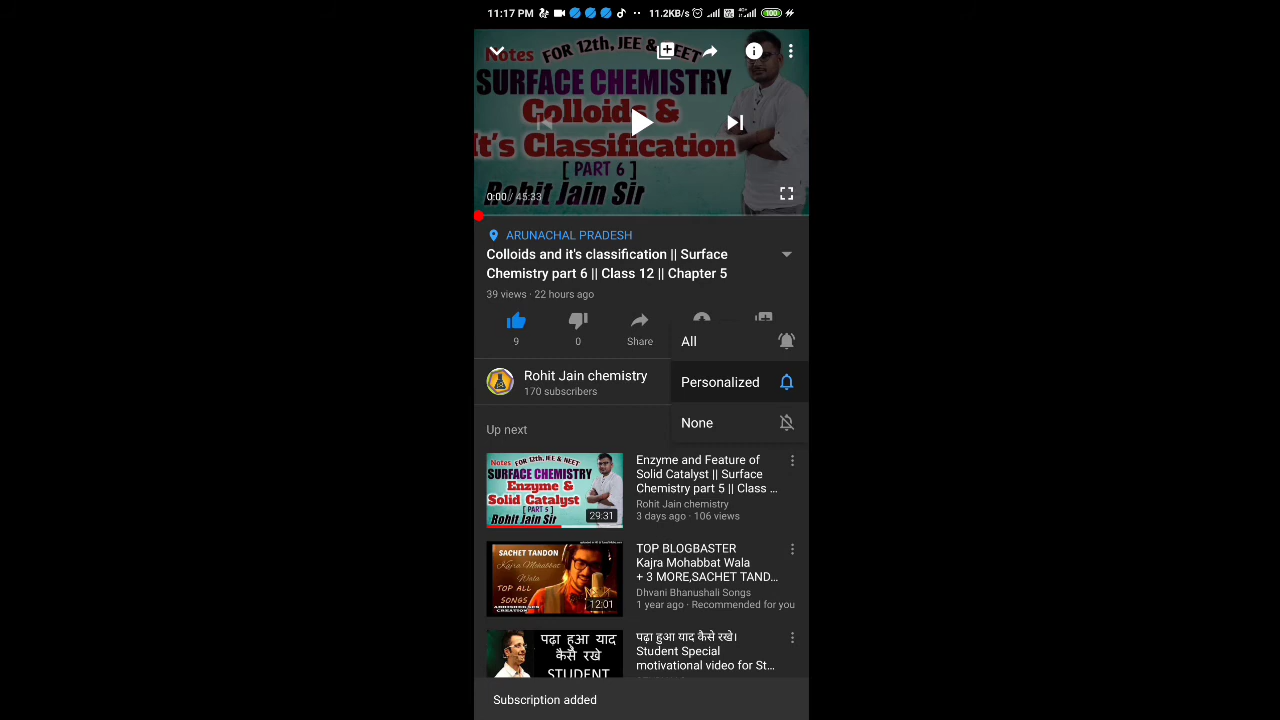 11:17 PM
11.2KB/s
100
Notes FOR 12th, JEE & NEET
SURFACE CHEMISTRY
Colloids &
It's Classification
[ PART 6 ]
Rohit Jain Sir
0:00 / 45:33
ARUNACHAL PRADESH
Colloids and it's classification || Surface
Chemistry part 6 || Class 12 || Chapter 5
39 views · 22 hours ago
9
0
Share
All
Personalized
None
Rohit Jain chemistry
170 subscribers
Up next
Notes FOR 12th, JEE & NEET
SURFACE CHEMISTRY
Enzyme &
Solid Catalyst
[ PART 5 ]
Rohit Jain Sir
29:31
Enzyme and Feature of
Solid Catalyst || Surface
Chemistry part 5 || Class ...
Rohit Jain chemistry
3 days ago · 106 views
SACHET TANDON
Kajra Mohabbat
Wala
TOP ALL
SONGS
CREATION
12:01
TOP BLOGBASTER
Kajra Mohabbat Wala
+ 3 MORE,SACHET TAND...
Dhvani Bhanushali Songs
1 year ago · Recommended for you
पढ़ा हुआ याद
कैसे रखे
STUDENT
पढ़ा हुआ याद कैसे रखे।
Student Special
motivational video for St...
Subscription added